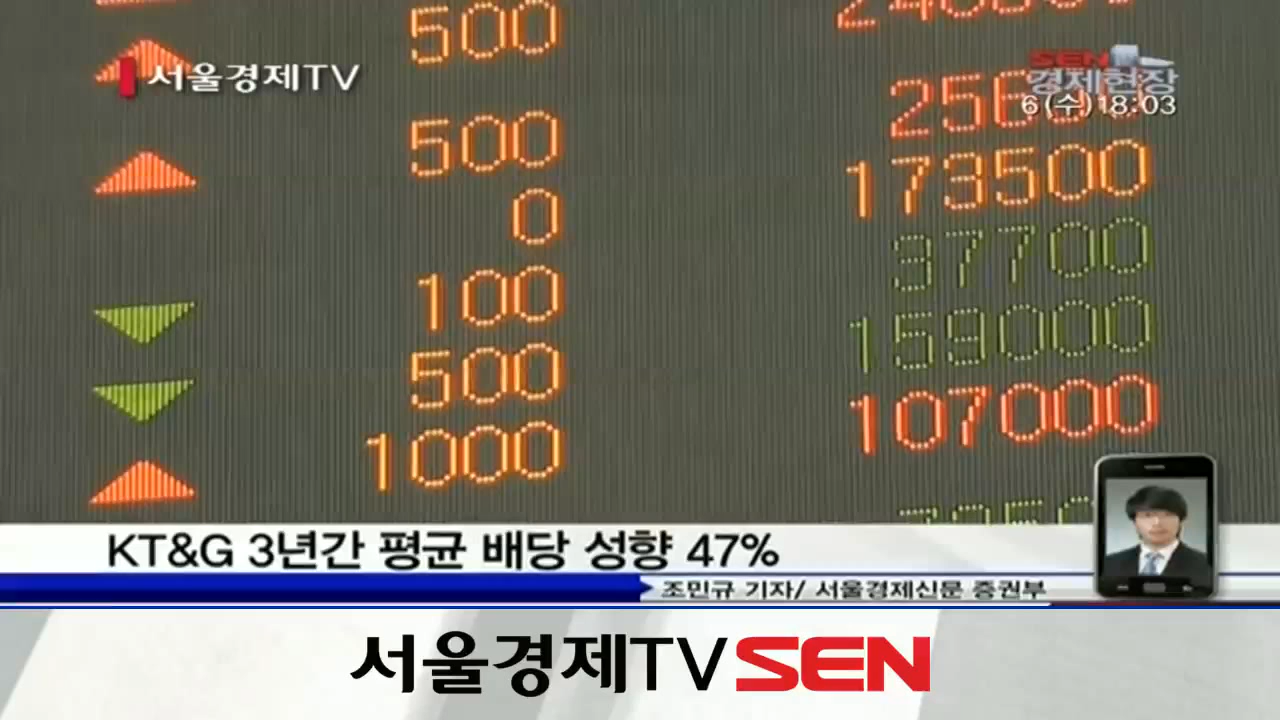 500
서울경제TV
SEN
경제현장
6(수)18:03
500
173500
0
37700
100
159000
500
107000
1000
KT&G 3년간 평균 배당 성향 47%
조민규 기자/ 서울경제신문 증권부
서울경제TV SEN